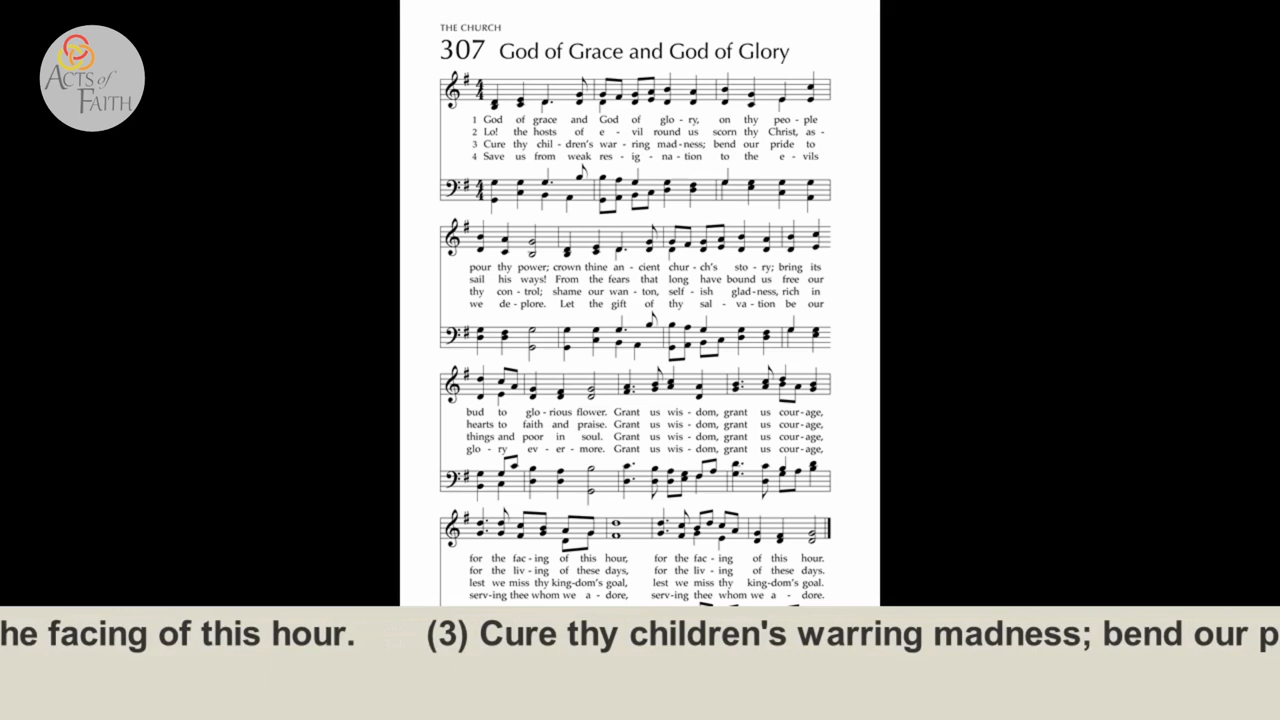 ACTS of
FAITH
THE CHURCH
307 God of Grace and God of Glory
1 God of grace and God of glo - ry, on thy peo - ple
2 Lo! the hosts of e - vil round us scorn thy Christ, as -
3 Cure thy chil - dren's war - ring mad - ness; bend our pride to
4 Save us from weak res - ig - na - tion to the e - vils
pour thy power; crown thine an - cient chur - ch's sto - ry; bring its
sail his ways! From the fears that long have bound us free our
thy con - trol; shame our wan - ton, self - ish glad - ness, rich in
we de - plore. Let the gift of thy sal - va - tion be our
bud to glo - rious flower. Grant us wis - dom, grant us cour - age,
hearts to faith and praise. Grant us wis - dom, grant us cour - age,
things and poor in soul. Grant us wis - dom, grant us cour - age,
glo - ry ev - er - more. Grant us wis - dom, grant us cour - age,
for the fac - ing of this hour, for the fac - ing of this hour.
for the liv - ing of these days, for the liv - ing of these days.
lest we miss thy king - dom's goal, lest we miss thy king - dom's goal.
serv - ing thee whom we a - dore, serv - ing thee whom we a - dore.
he facing of this hour. (3) Cure thy children's warring madness; bend our p